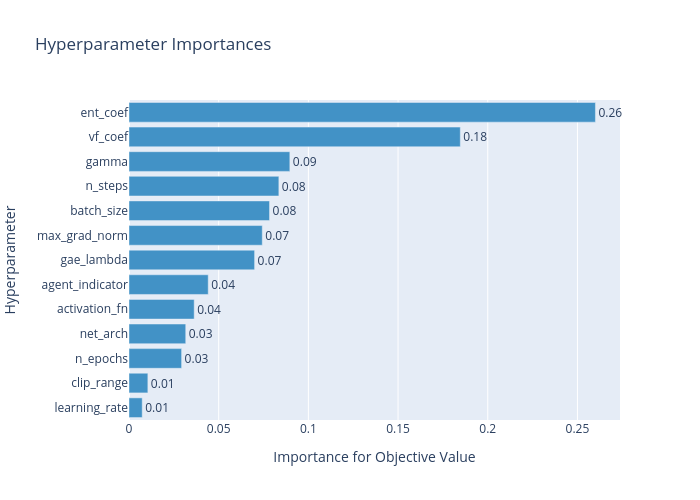 Hyperparameter Importances
Hyperparameter
ent_coef 0.26
vf_coef 0.18
gamma 0.09
n_steps 0.08
batch_size 0.08
max_grad_norm 0.07
gae_lambda 0.07
agent_indicator 0.04
activation_fn 0.04
net_arch 0.03
n_epochs 0.03
clip_range 0.01
learning_rate 0.01
0 0.05 0.1 0.15 0.2 0.25
Importance for Objective Value